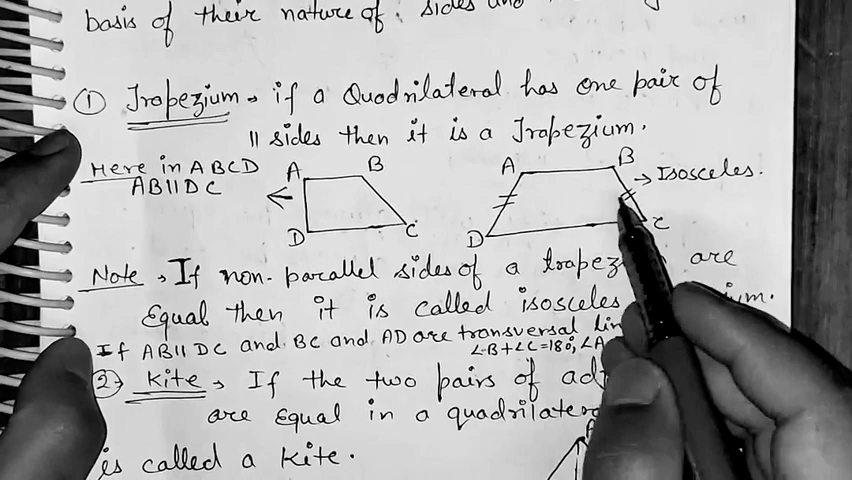 basis of their nature of sides and
① Trapezium → if a Quadrilateral has one pair of
|| sides then it is a Trapezium.
Here in ABCD
AB || DC
A B
D C
A B → Isosceles.
D C
Note → If non-parallel sides of a are
Equal then it is called isosceles
If AB || DC and BC and AD are transversal
∠B+∠C=180°, ∠A
② Kite → If the two pairs of
are Equal in a
is called a Kite.